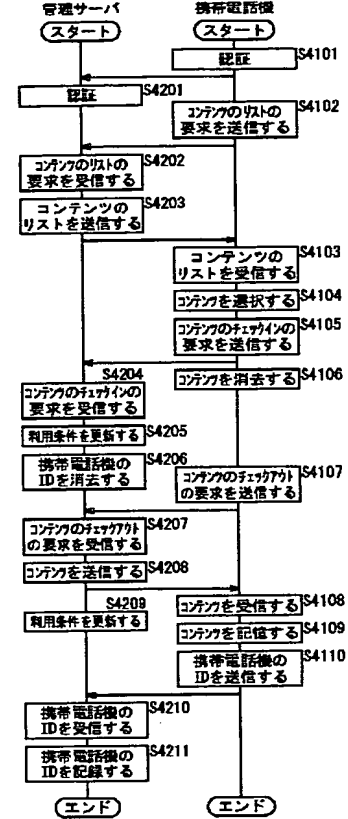 管理サーバ
携帯電話機
スタート
スタート
認証
S4101
認証
S4201
コンテンツのリストの
要求を送信する
S4102
コンテンツのリストの
要求を受信する
S4202
コンテンツの
リストを送信する
S4203
コンテンツの
リストを受信する
S4103
コンテンツを選択する
S4104
コンテンツのチェックインの
要求を送信する
S4105
コンテンツを消去する
S4106
S4204
コンテンツのチェックインの
要求を受信する
利用条件を更新する
S4205
携帯電話機の
IDを消去する
S4206
コンテンツのチェックアウト
の要求を送信する
S4107
コンテンツのチェックアウト
の要求を受信する
S4207
コンテンツを送信する
S4208
コンテンツを受信する
S4108
S4209
利用条件を更新する
コンテンツを記憶する
S4109
携帯電話機の
IDを送信する
S4110
携帯電話機の
IDを受信する
S4210
携帯電話機の
IDを記録する
S4211
エンド
エンド